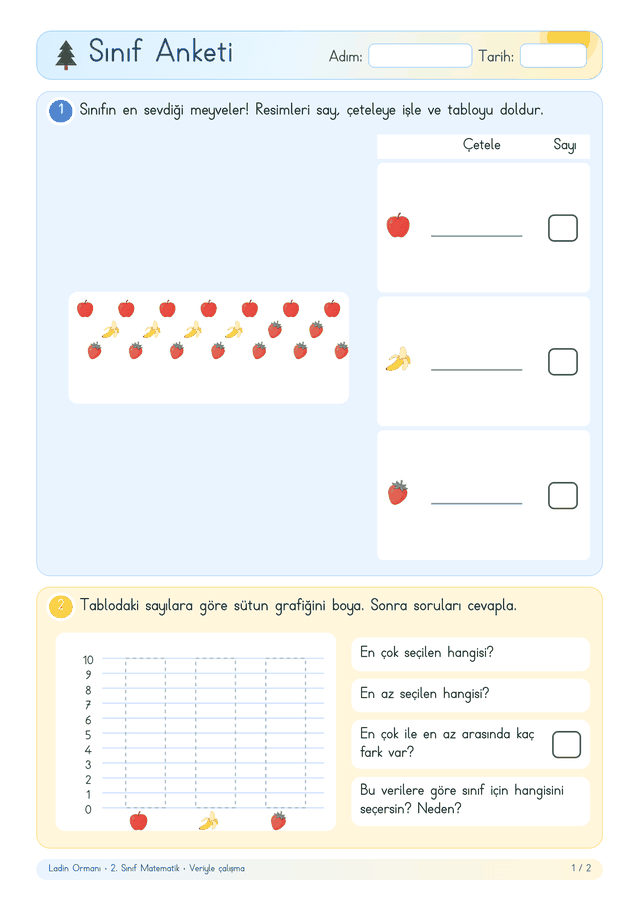 Sınıf Anketi
Adım:
Tarih:
1 Sınıfın en sevdiği meyveler! Resimleri say, çeteleye işle ve tabloyu doldur.
Çetele Sayı
2 Tablodaki sayılara göre sütun grafiğini boya. Sonra soruları cevapla.
10
9
8
7
6
5
4
3
2
1
0
En çok seçilen hangisi?
En az seçilen hangisi?
En çok ile en az arasında kaç
fark var?
Bu verilere göre sınıf için hangisini
seçersin? Neden?
Ladin Ormanı • 2. Sınıf Matematik • Veriyle çalışma
1 / 2